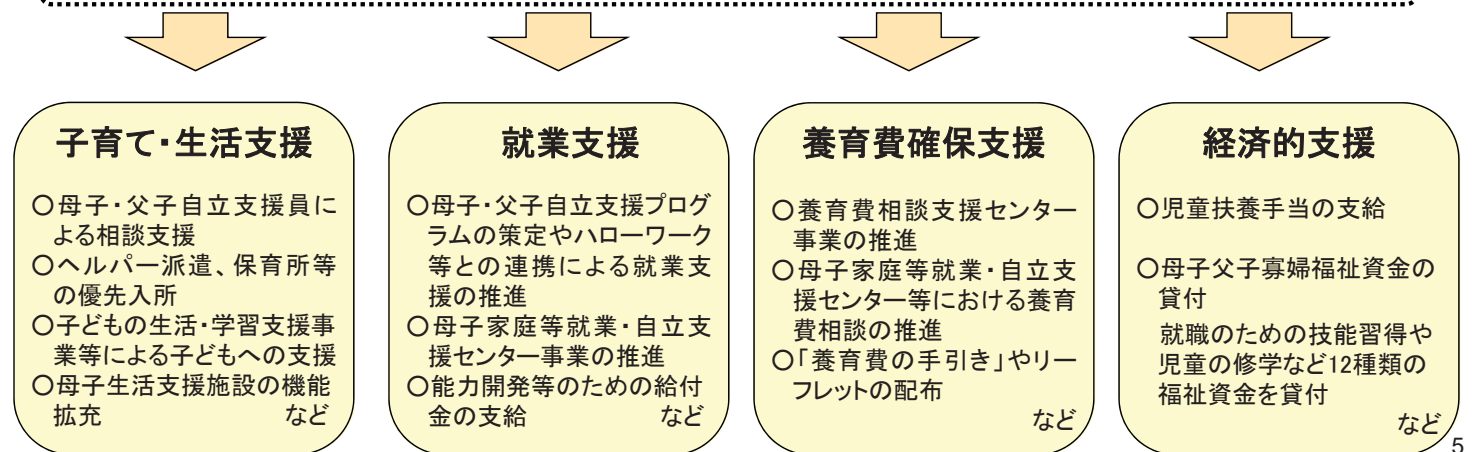 子育て・生活支援
○母子・父子自立支援員に
よる相談支援
○ヘルパー派遣、保育所等
の優先入所
○子どもの生活・学習支援事
業等による子どもへの支援
○母子生活支援施設の機能
拡充 など
就業支援
○母子・父子自立支援プログ
ラムの策定やハローワーク
等との連携による就業支
援の推進
○母子家庭等就業・自立支
援センター事業の推進
○能力開発等のための給付
金の支給 など
養育費確保支援
○養育費相談支援センター
事業の推進
○母子家庭等就業・自立支
援センター等における養育
費相談の推進
○「養育費の手引き」やリー
フレットの配布
など
経済的支援
○児童扶養手当の支給
○母子父子寡婦福祉資金の
貸付
就職のための技能習得や
児童の修学など12種類の
福祉資金を貸付
など
5